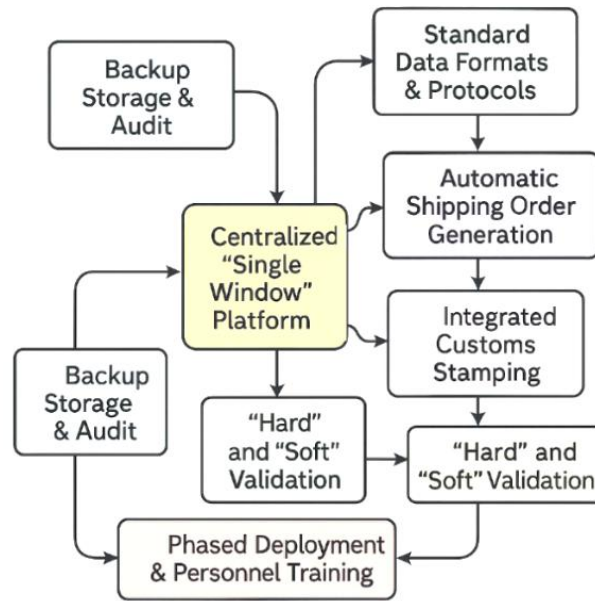 Backup
Storage &
Audit
Standard
Data Formats
& Protocols
Automatic
Shipping Order
Generation
Centralized
“Single
Window”
Platform
Integrated
Customs
Stamping
Backup
Storage
& Audit
“Hard”
and “Soft”
Validation
“Hard” and
“Soft” Validation
Phased Deployment
& Personnel Training